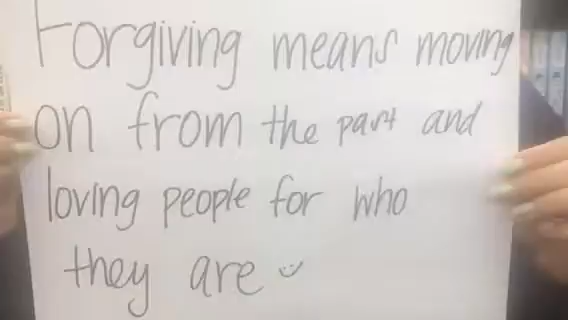 Forgiving means moving
on from the past and
loving people for who
they are